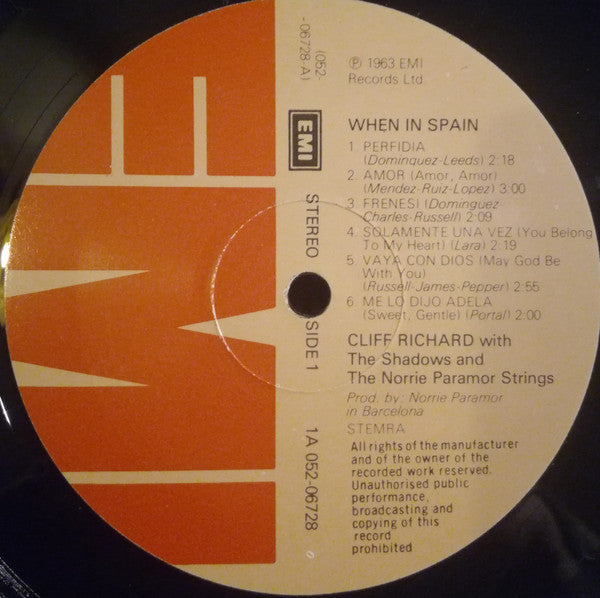 (052-
-06728-A)
℗ 1963 EMI
Records Ltd.
EMI
WHEN IN SPAIN
1. PERFIDIA
(Dominquez-Leeds) 2:18
2. AMOR (Amor, Amor)
(Mendez-Ruiz-Lopez) 3:00
3. FRENESI (Dominguez
Charles-Russell) 2:09
4. SOLAMENTE UNA VEZ (You Belong
To My Heart) (Lara) 2:19
5. VAYA CON DIOS (May God Be
With You)
(Russell-James-Pepper) 2:55
6. ME LO DIJO ADELA
(Sweet, Gentle) (Portal) 2:00
STEREO
SIDE 1
1A 052-06728
CLIFF RICHARD with
The Shadows and
The Norrie Paramor Strings
Prod. by: Norrie Paramor
in Barcelona
STEMRA
All rights of the manufacturer
and of the owner of the
recorded work reserved.
Unauthorised public
performance,
broadcasting and
copying of this
record
prohibited
EMI